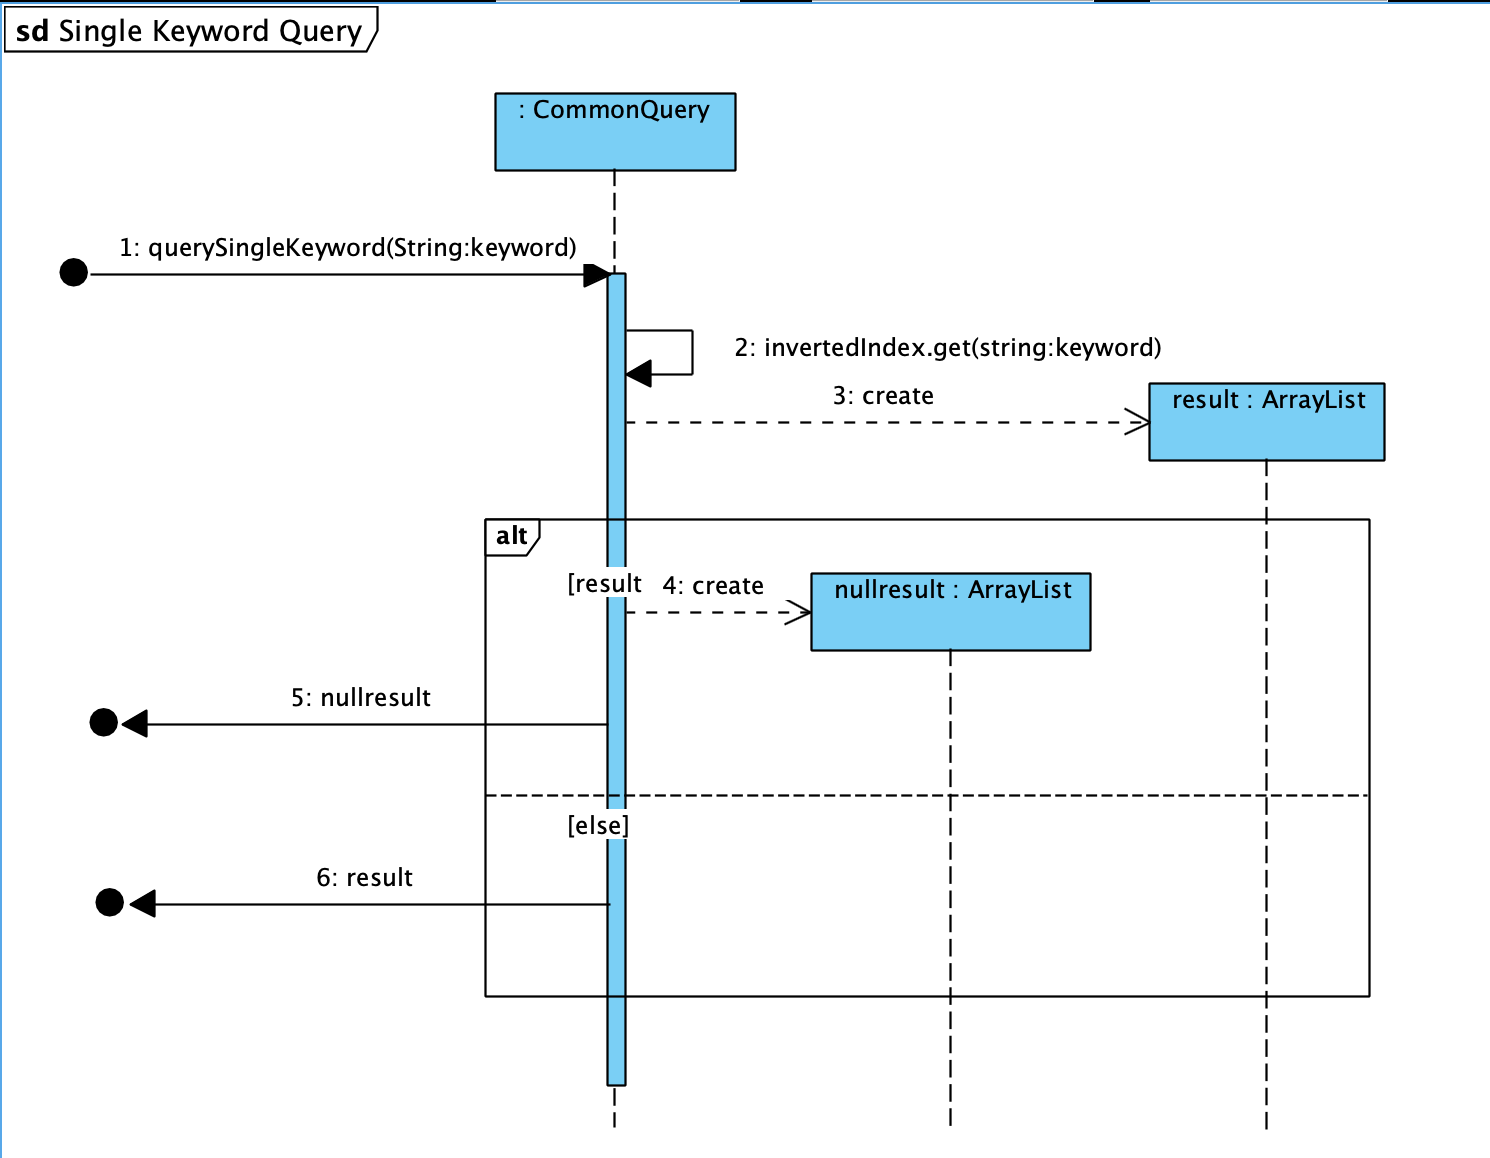 sd Single Keyword Query
: CommonQuery
1: querySingleKeyword(String:keyword)
2: invertedIndex.get(string:keyword)
3: create
result : ArrayList
alt
[result
4: create
nullresult : ArrayList
5: nullresult
[else]
6: result